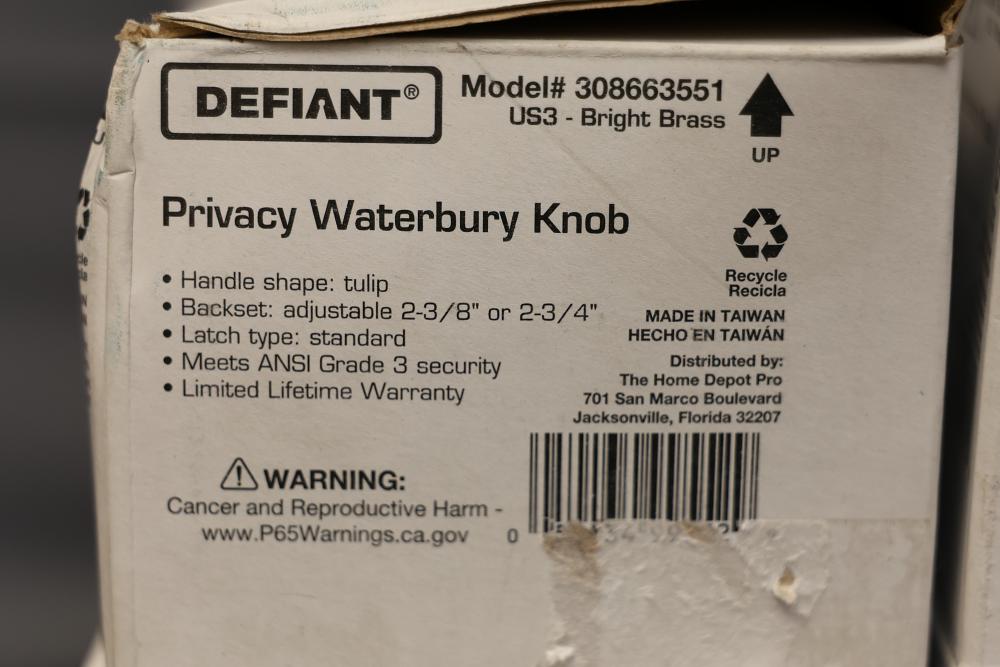 DEFIANT®
Model# 308663551
US3 - Bright Brass
UP
Privacy Waterbury Knob
• Handle shape: tulip
• Backset: adjustable 2-3/8" or 2-3/4"
• Latch type: standard
• Meets ANSI Grade 3 security
• Limited Lifetime Warranty
Recycle
Recicla
MADE IN TAIWAN
HECHO EN TAIWÁN
Distributed by:
The Home Depot Pro
701 San Marco Boulevard
Jacksonville, Florida 32207
WARNING:
Cancer and Reproductive Harm -
www.P65Warnings.ca.gov
0